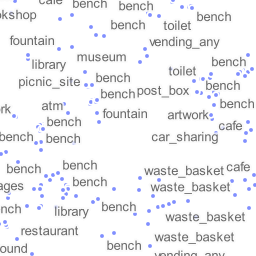 cafe
bench
bench
bench
kshop
bench
toilet
fountain
vending_any
museum
library
bench
toilet
picnic_site
bench
bench
bench
post_box
atm
bench
rk
fountain
artwork
bench
cafe
bench
bench
car_sharing
bench
bench
vaste_basket
cafe
ages
bench
waste_basket
nch
library
bench
waste_basket
restaurant
waste_basket
ound
bench
vending_any